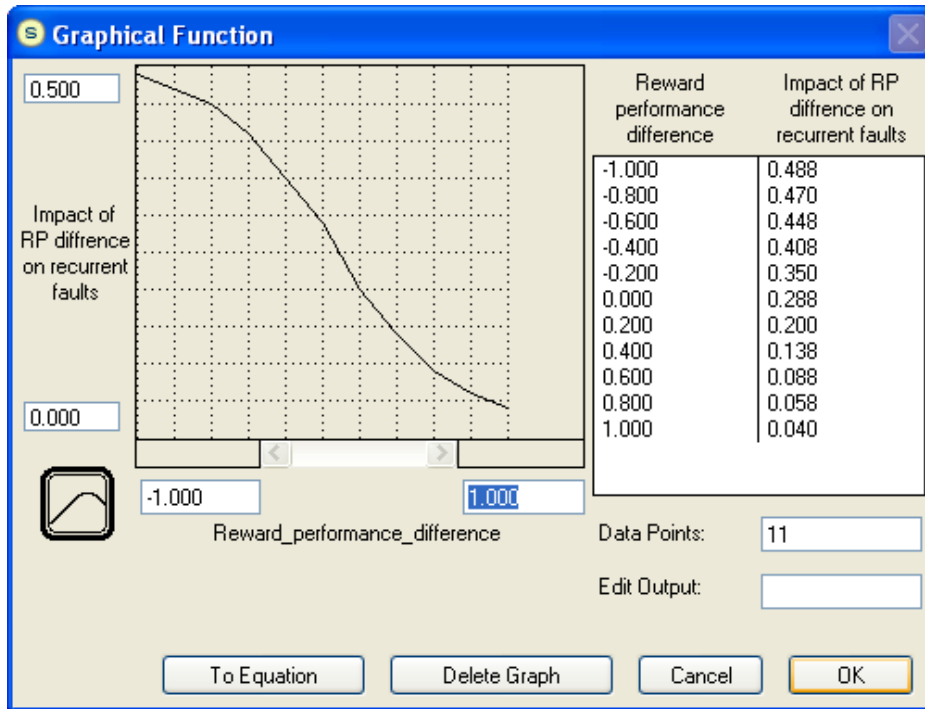 S Graphical Function
0.500
Impact of
RP diffrence
on recurrent
faults
0.000
-1.000
1.000
Reward_performance_difference
Reward
performance
difference
Impact of RP
diffrence on
recurrent faults
-1.000 0.488
-0.800 0.470
-0.600 0.448
-0.400 0.408
-0.200 0.350
0.000 0.288
0.200 0.200
0.400 0.138
0.600 0.088
0.800 0.058
1.000 0.040
Data Points: 11
Edit Output:
To Equation
Delete Graph
Cancel
OK